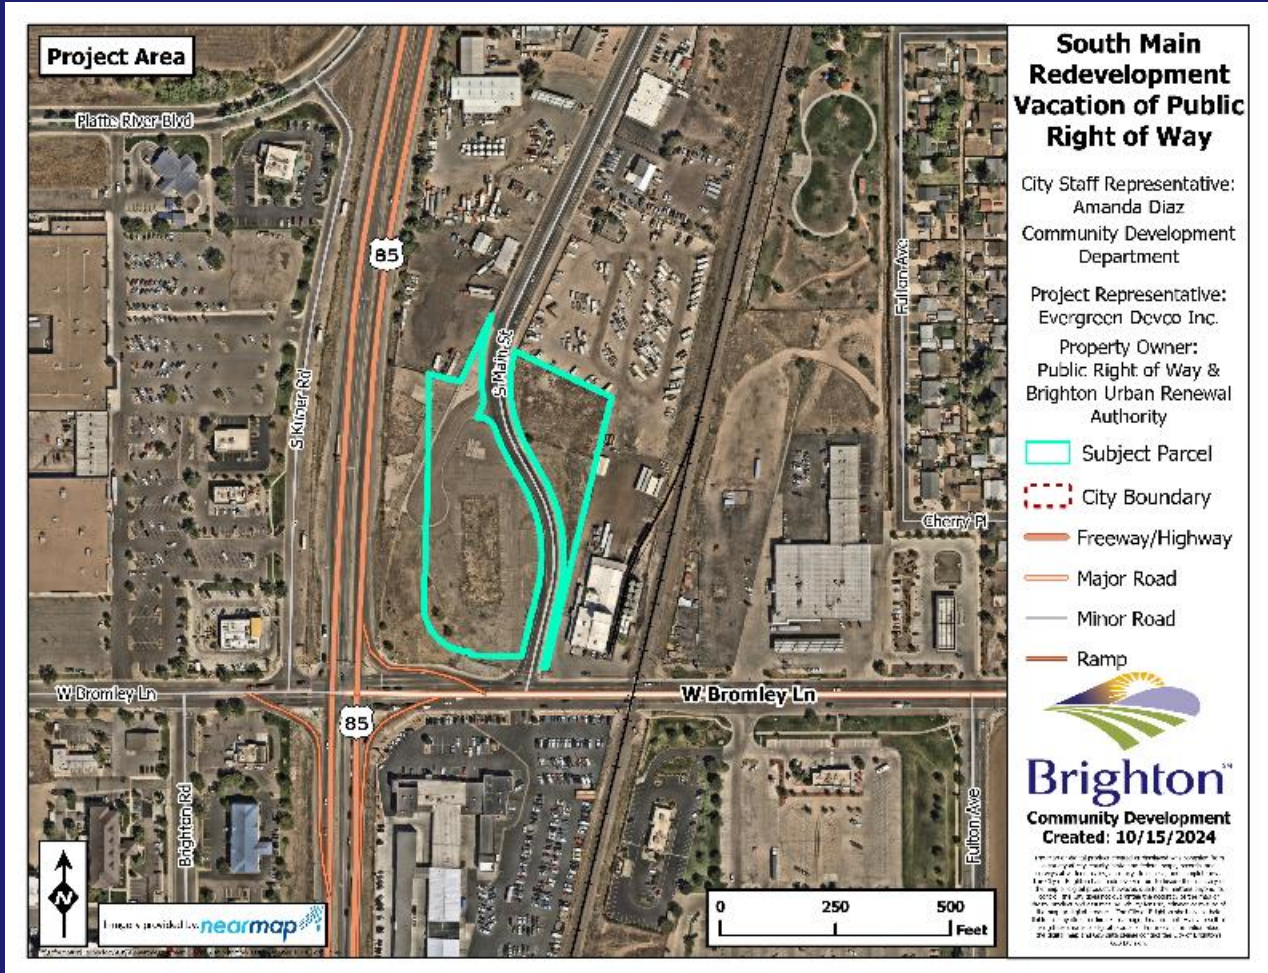 Project Area
Platte River Blvd
85
S Kuner Rd
S Main St
Fulton Ave
Cherry Pl
W Bromley Ln
W Bromley Ln
85
Brighton Rd
Fulton Ave
N
Imagery provided by: nearmap
0 250 500
Feet
South Main
Redevelopment
Vacation of Public
Right of Way
City Staff Representative:
Amanda Diaz
Community Development
Department
Project Representative:
Evergreen Devco Inc.
Property Owner:
Public Right of Way &
Brighton Urban Renewal
Authority
Subject Parcel
City Boundary
Freeway/Highway
Major Road
Minor Road
Ramp
Brighton
Community Development
Created: 10/15/2024